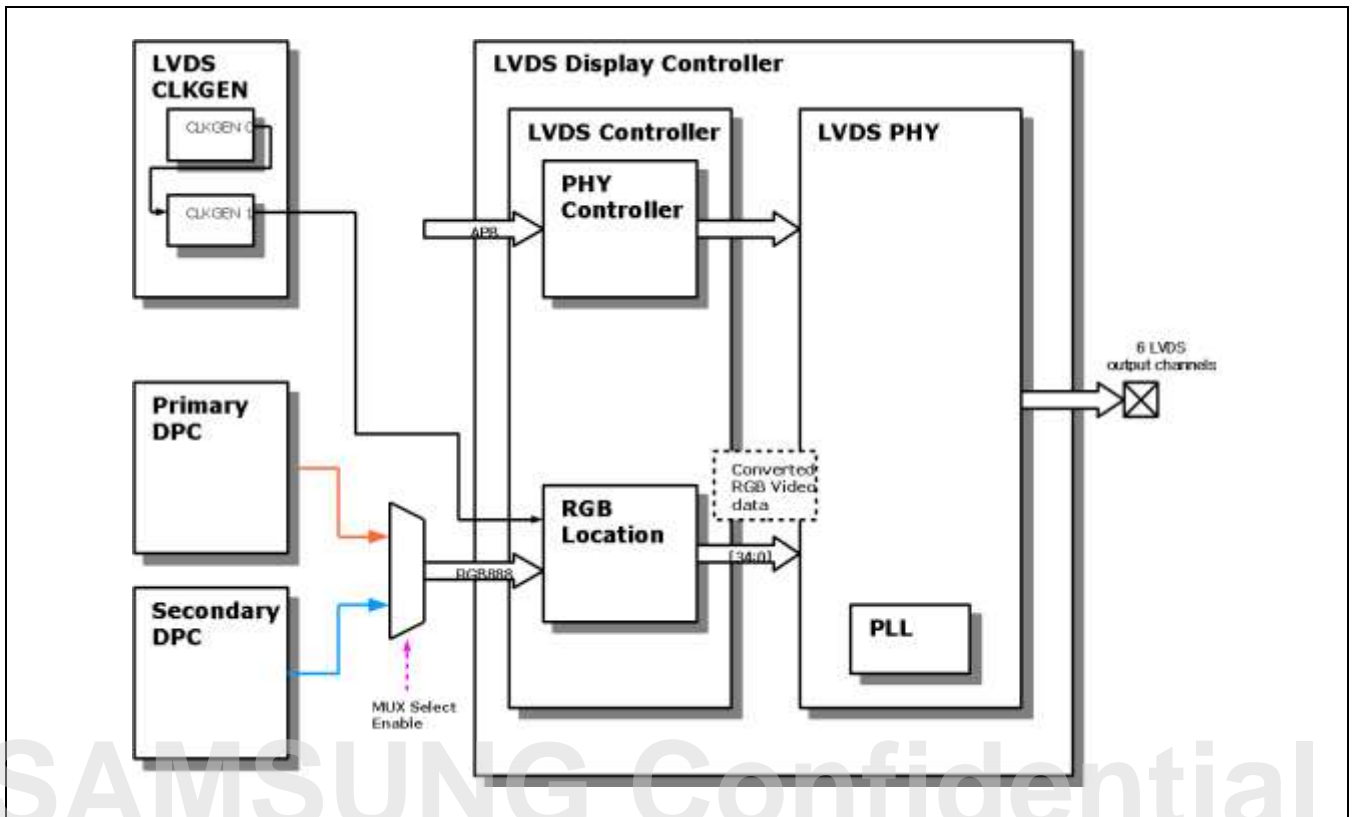 LVDS
CLKGEN
CLKGEN 0
CLKGEN 1
LVDS Display Controller
LVDS Controller
LVDS PHY
PHY
Controller
APB
6 LVDS
output channels
Primary
DPC
Converted
RGB Video
data
RGB
Location
[34:0]
RGB888
Secondary
DPC
PLL
MUX Select
Enable
SAMSUNG Confidential